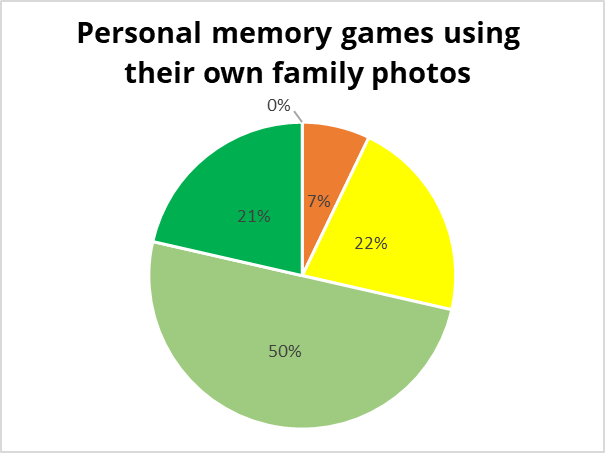 Personal memory games using
their own family photos
0%
7%
21%
22%
50%